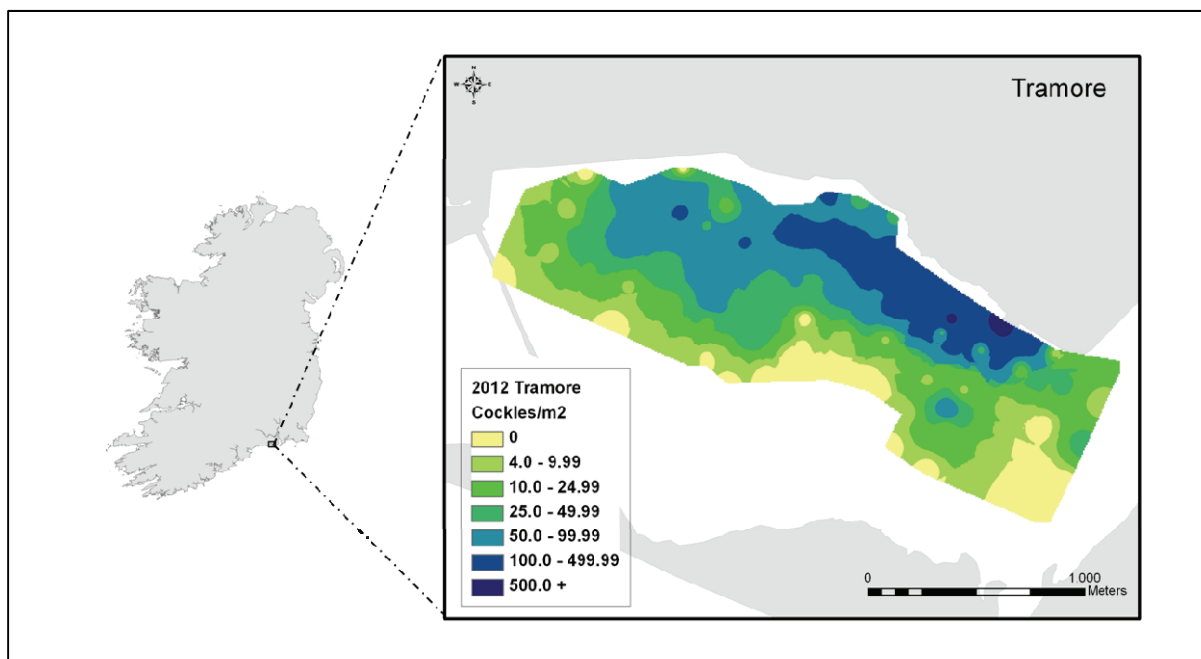 N
W E
S
Tramore
2012 Tramore
Cockles/m2
0
4.0 - 9.99
10.0 - 24.99
25.0 - 49.99
50.0 - 99.99
100.0 - 499.99
500.0 +
0 1 000
Meters